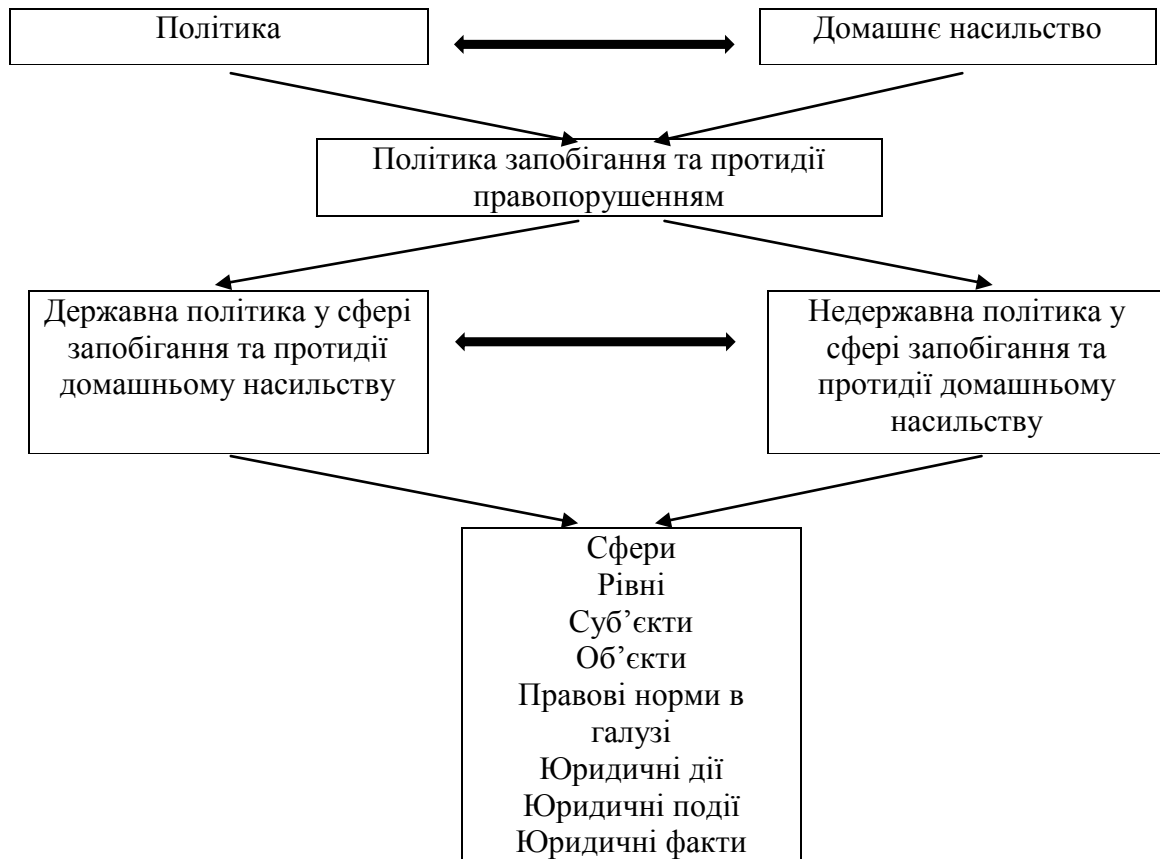 Політика
Домашнє насильство
Політика запобігання та протидії
правопорушенням
Державна політика у сфері
запобігання та протидії
домашньому насильству
Недержавна політика у
сфері запобігання та
протидії домашньому
насильству
Сфери
Рівні
Суб’єкти
Об’єкти
Правові норми в
галузі
Юридичні дії
Юридичні події
Юридичні факти